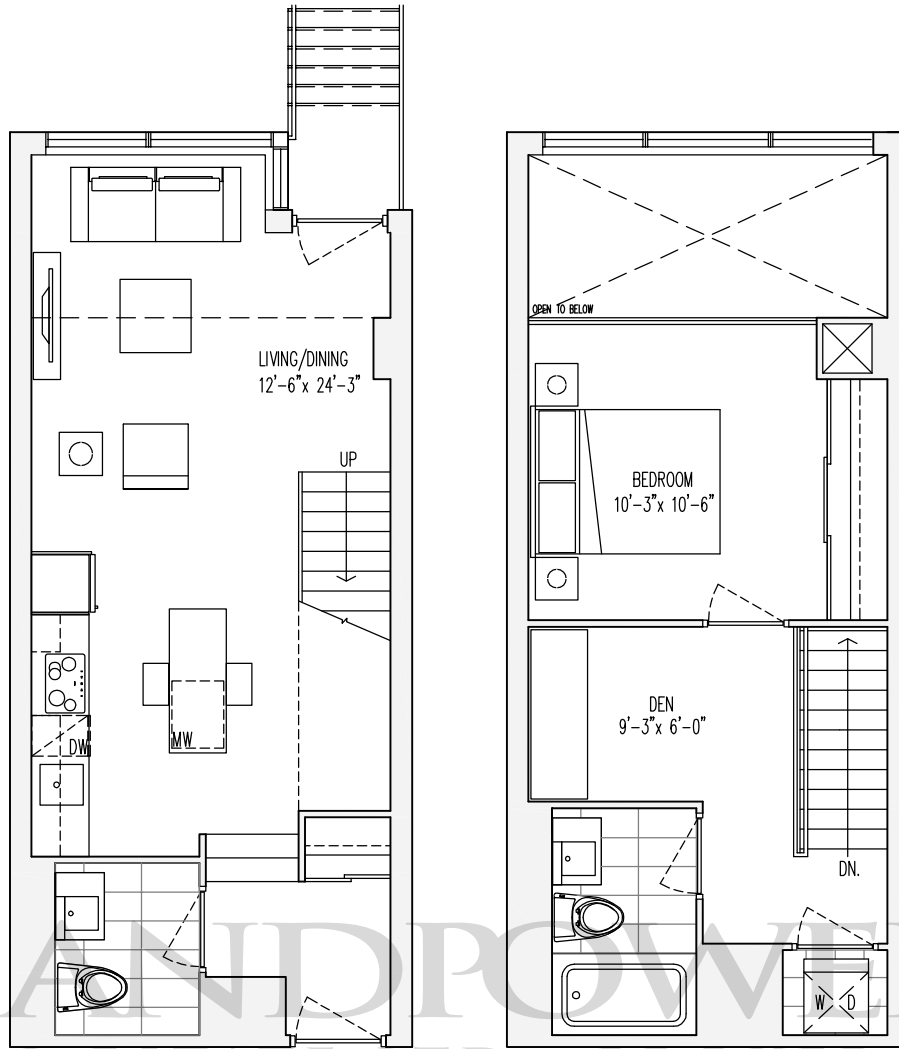 LIVING/DINING
12'-6"x 24'-3"
UP
DW
MW
OPEN TO BELOW
BEDROOM
10'-3"x 10'-6"
DEN
9'-3"x 6'-0"
DN.
W D
ANDPOWER